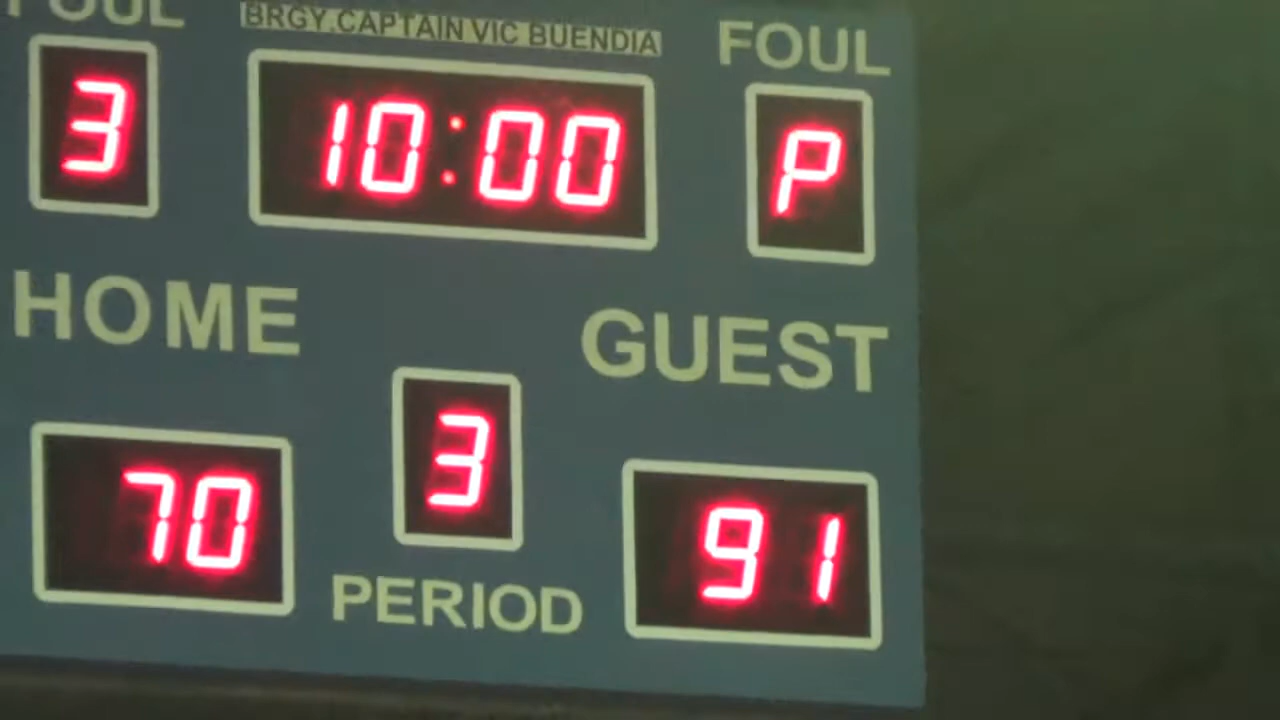 FOUL
BRGY.CAPTAIN VIC BUENDIA
FOUL
3
10:00
P
HOME
GUEST
3
70
91
PERIOD